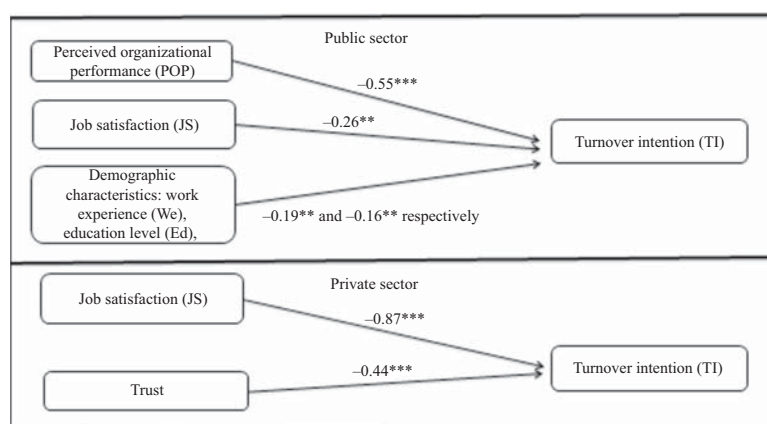 Public sector
Perceived organizational
performance (POP)
–0.55***
Job satisfaction (JS)
–0.26**
Turnover intention (TI)
Demographic
characteristics: work
experience (We),
education level (Ed),
–0.19** and –0.16** respectively
Private sector
Job satisfaction (JS)
–0.87***
Turnover intention (TI)
–0.44***
Trust